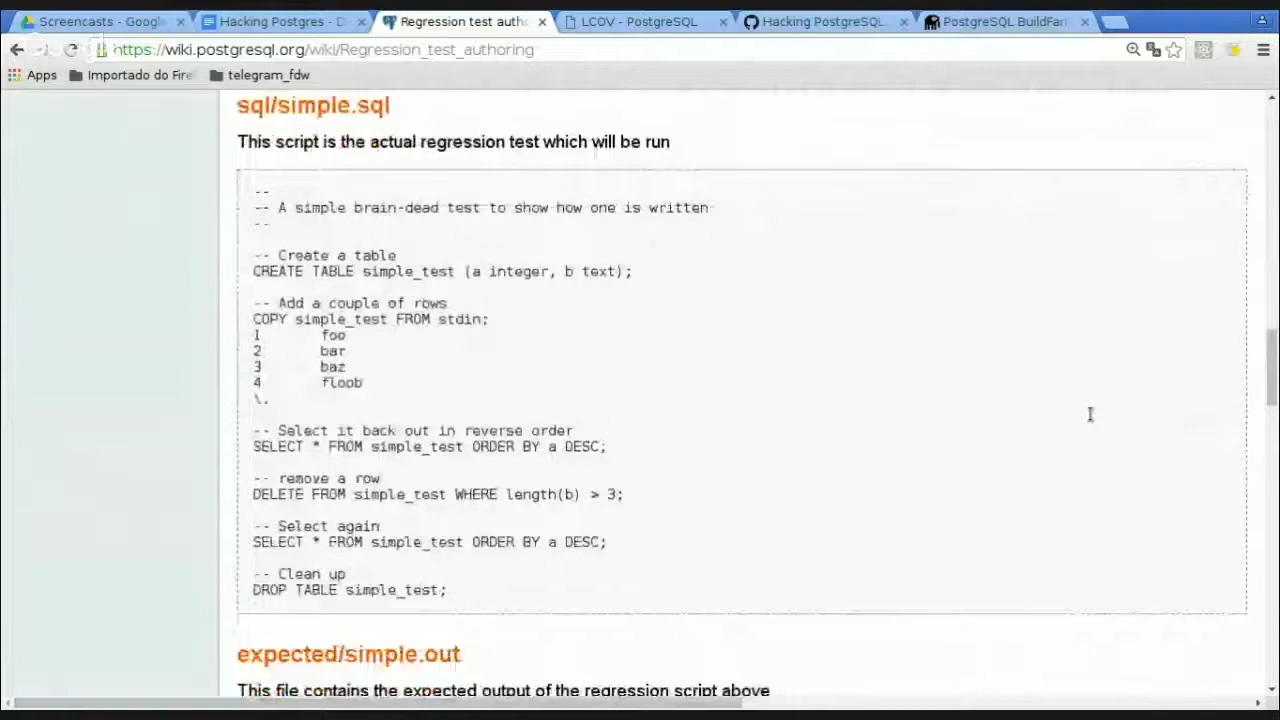 Screencasts - Google
Hacking Postgres - D
Regression test autho
LCOV - PostgreSQL
Hacking PostgreSQL
PostgreSQL BuildFar
https://wiki.postgresql.org/wiki/Regression_test_authoring
Apps
Importado do Fire
telegram_fdw
sql/simple.sql
This script is the actual regression test which will be run
--
-- A simple brain-dead test to show how one is written
--
-- Create a table
CREATE TABLE simple_test (a integer, b text);
-- Add a couple of rows
COPY simple_test FROM stdin;
1 foo
2 bar
3 baz
4 floob
\.
-- Select it back out in reverse order
SELECT * FROM simple_test ORDER BY a DESC;
-- remove a row
DELETE FROM simple_test WHERE length(b) > 3;
-- Select again
SELECT * FROM simple_test ORDER BY a DESC;
-- Clean up
DROP TABLE simple_test;
expected/simple.out
This file contains the expected output of the regression script above